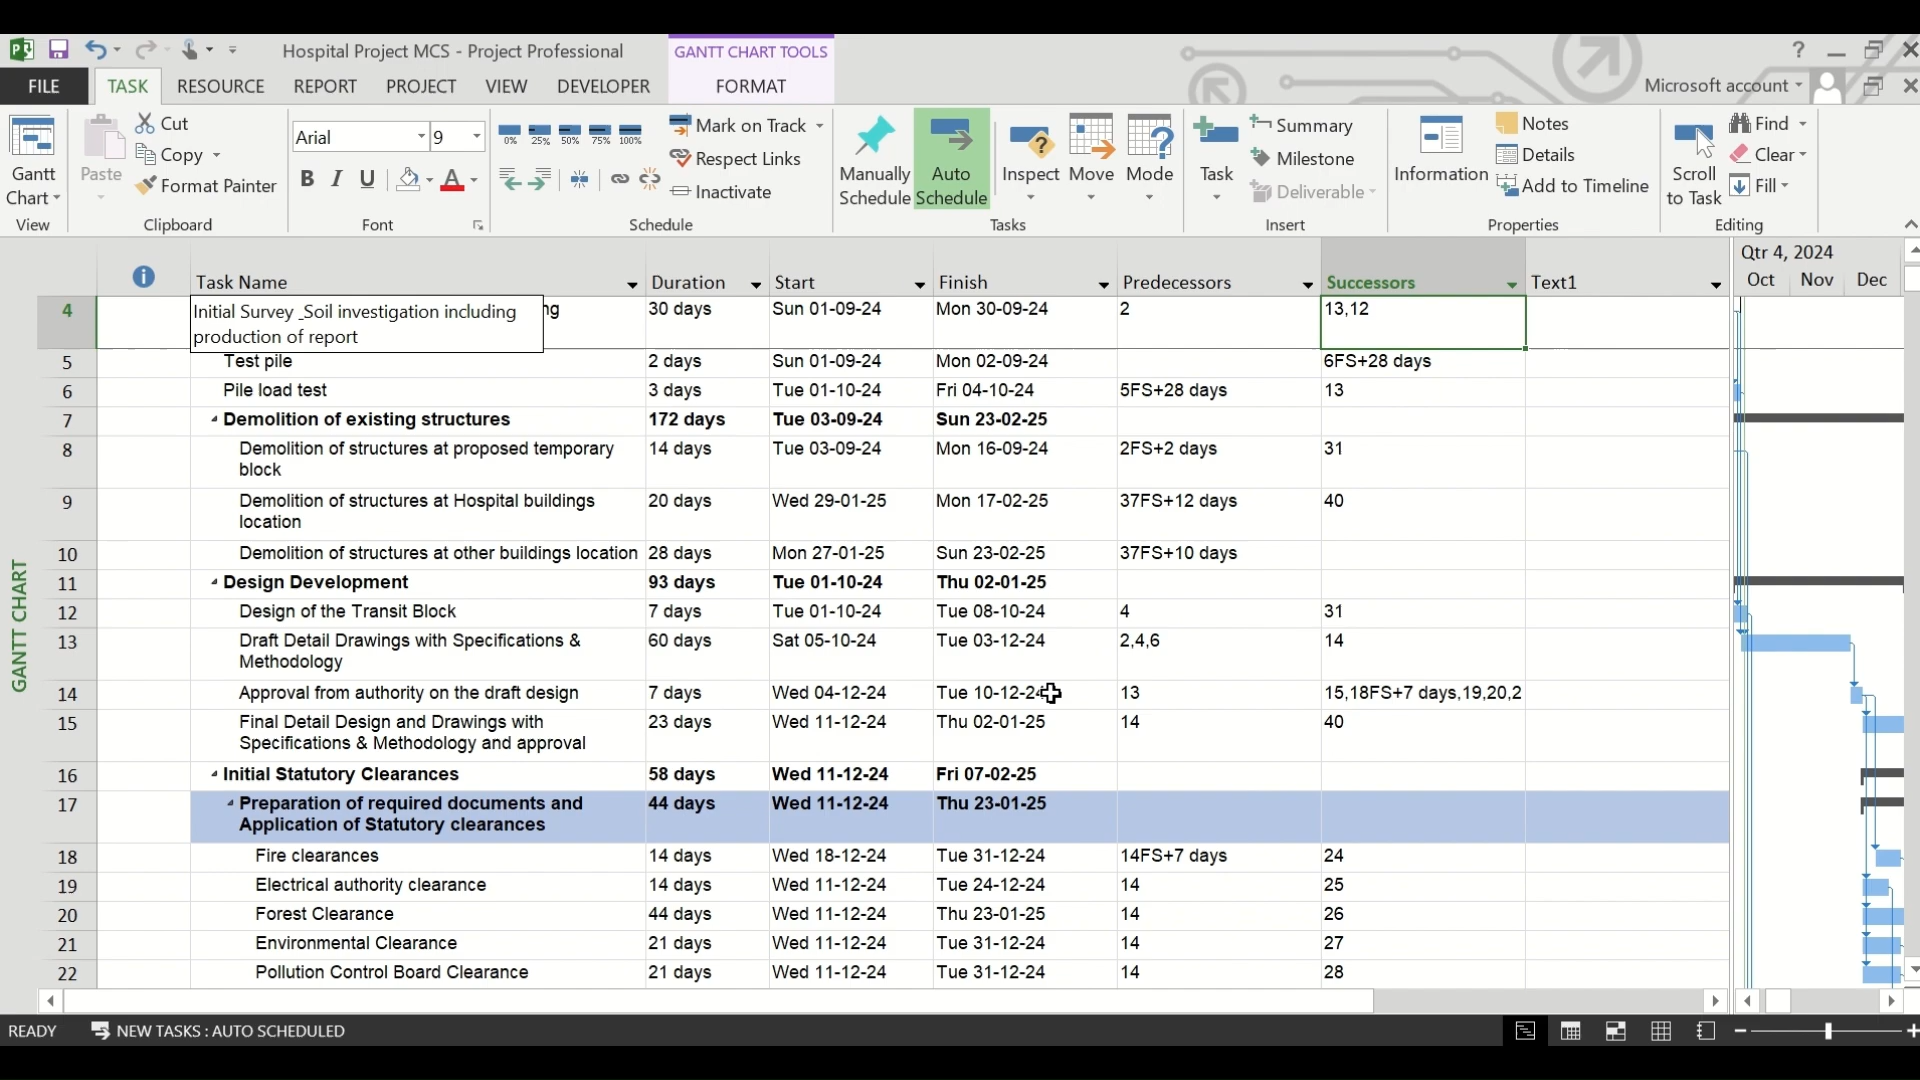 Hospital Project MCS - Project Professional
GANTT CHART TOOLS
?
FILE TASK RESOURCE REPORT PROJECT VIEW DEVELOPER FORMAT Microsoft account
Gantt Chart
View
Paste
Cut
Copy
Format Painter
Clipboard
Arial 9
B I U A
Font
0% 25% 50% 75% 100%
Mark on Track
Respect Links
Inactivate
Schedule
Manually Schedule
Auto Schedule
Inspect
Move
Mode
Tasks
Task
Summary
Milestone
Deliverable
Insert
Information
Notes
Details
Add to Timeline
Properties
Scroll to Task
Find
Clear
Fill
Editing
Task Name Duration Start Finish Predecessors Successors Text1
Qtr 4, 2024
Oct Nov Dec
Initial Survey _Soil investigation including
production of report
4 ng 30 days Sun 01-09-24 Mon 30-09-24 2 13,12
5 Test pile 2 days Sun 01-09-24 Mon 02-09-24 6FS+28 days
6 Pile load test 3 days Tue 01-10-24 Fri 04-10-24 5FS+28 days 13
7 Demolition of existing structures 172 days Tue 03-09-24 Sun 23-02-25
8 Demolition of structures at proposed temporary 14 days Tue 03-09-24 Mon 16-09-24 2FS+2 days 31
block
9 Demolition of structures at Hospital buildings 20 days Wed 29-01-25 Mon 17-02-25 37FS+12 days 40
location
10 Demolition of structures at other buildings location 28 days Mon 27-01-25 Sun 23-02-25 37FS+10 days
11 Design Development 93 days Tue 01-10-24 Thu 02-01-25
12 Design of the Transit Block 7 days Tue 01-10-24 Tue 08-10-24 4 31
13 Draft Detail Drawings with Specifications & 60 days Sat 05-10-24 Tue 03-12-24 2,4,6 14
Methodology
14 Approval from authority on the draft design 7 days Wed 04-12-24 Tue 10-12-24 13 15,18FS+7 days,19,20,2
15 Final Detail Design and Drawings with 23 days Wed 11-12-24 Thu 02-01-25 14 40
Specifications & Methodology and approval
16 Initial Statutory Clearances 58 days Wed 11-12-24 Fri 07-02-25
17 Preparation of required documents and 44 days Wed 11-12-24 Thu 23-01-25
Application of Statutory clearances
18 Fire clearances 14 days Wed 18-12-24 Tue 31-12-24 14FS+7 days 24
19 Electrical authority clearance 14 days Wed 11-12-24 Tue 24-12-24 14 25
20 Forest Clearance 44 days Wed 11-12-24 Thu 23-01-25 14 26
21 Environmental Clearance 21 days Wed 11-12-24 Tue 31-12-24 14 27
22 Pollution Control Board Clearance 21 days Wed 11-12-24 Tue 31-12-24 14 28
GANTT CHART
READY NEW TASKS : AUTO SCHEDULED